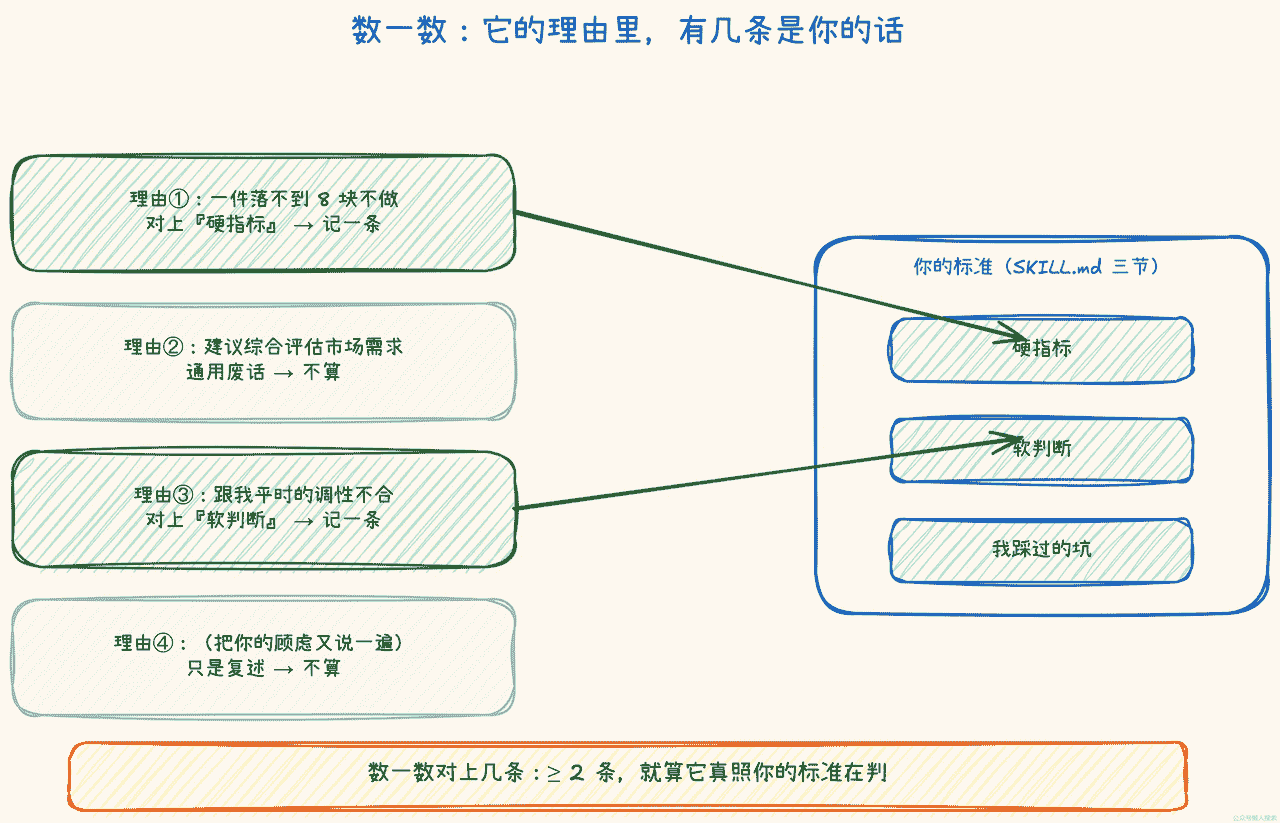 数一数：它的理由里，有几条是你的话
理由①：一件落不到 8 块不做
对上『硬指标』 → 记一条
理由②：建议综合评估市场需求
通用废话 → 不算
理由③：跟我平时的调性不合
对上『软判断』 → 记一条
理由④：（把你的顾虑又说一遍）
只是复述 → 不算
你的标准（SKILL.md 三节）
硬指标
软判断
我踩过的坑
数一数对上几条：≥ 2 条，就算它真照你的标准在判